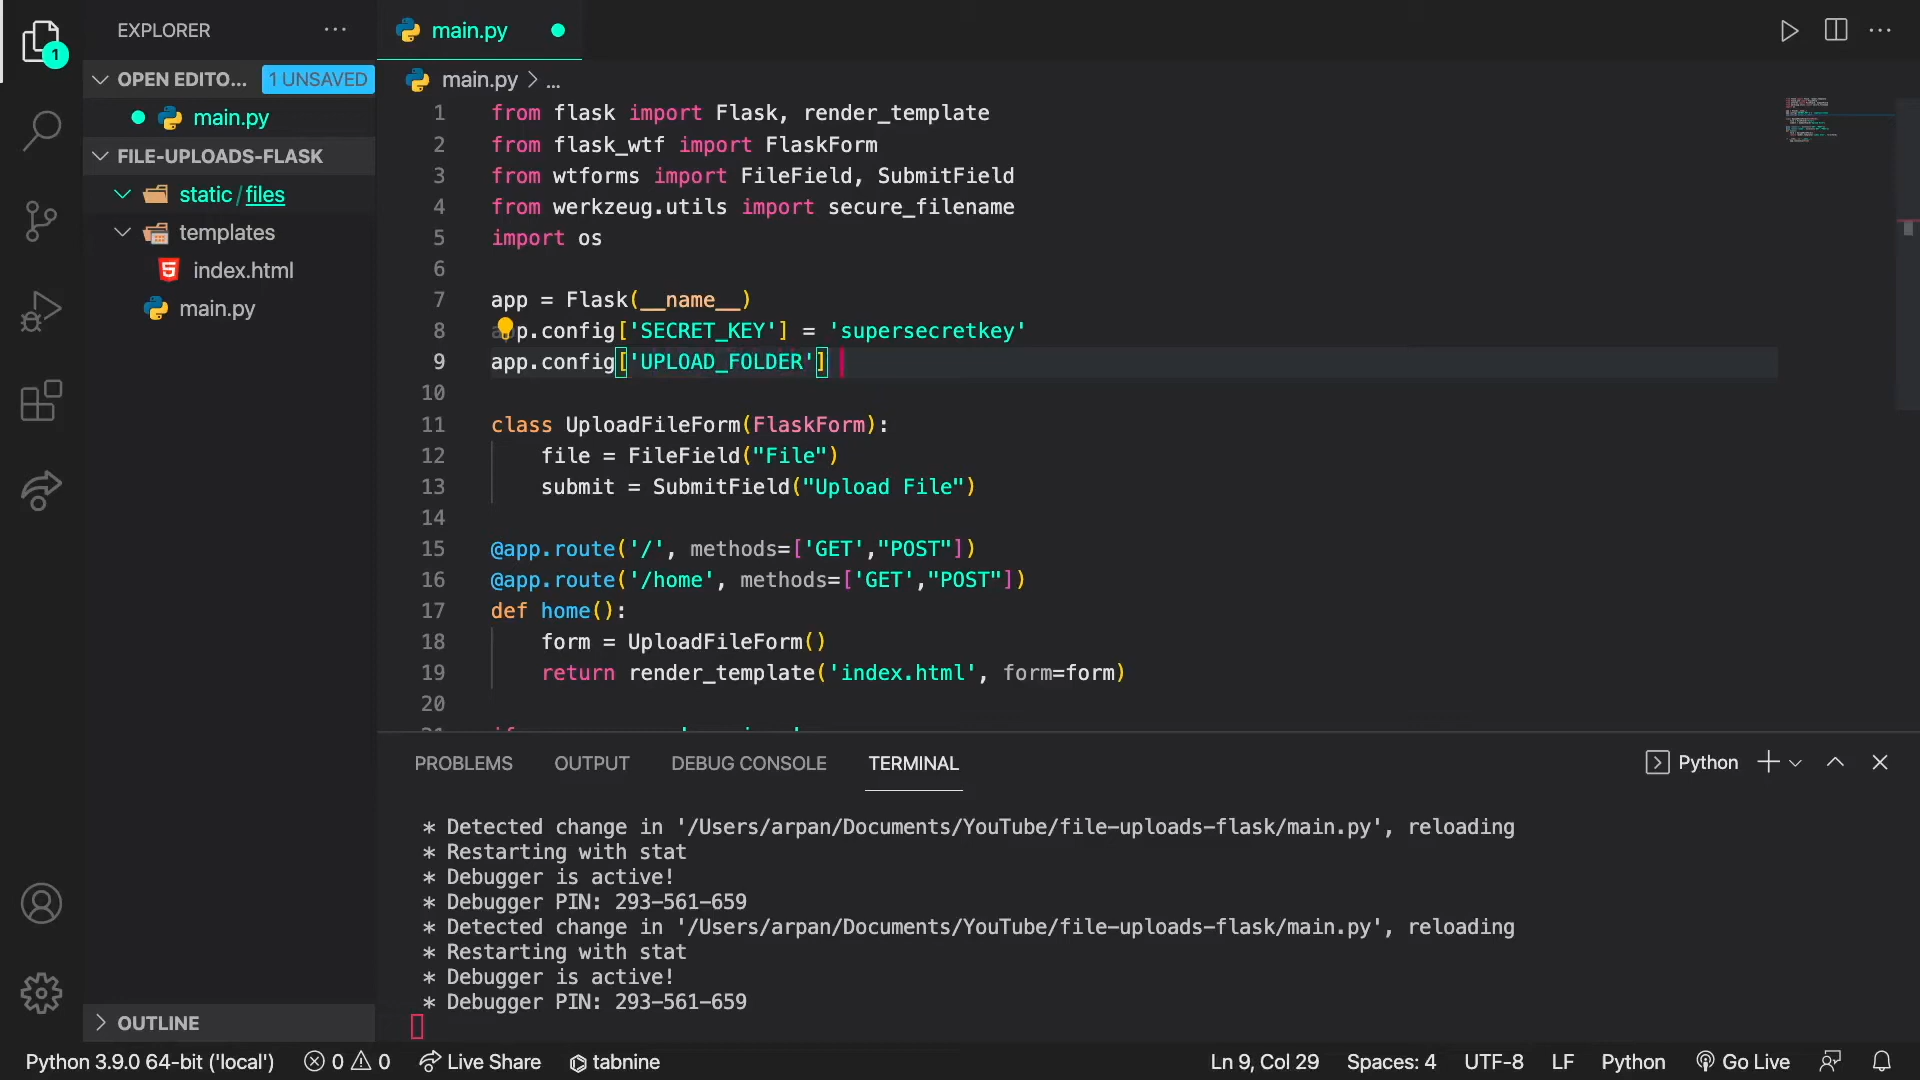 EXPLORER
1
OPEN EDITO... 1 UNSAVED
main.py
FILE-UPLOADS-FLASK
static/files
templates
index.html
main.py
OUTLINE
main.py
main.py > ...
1 from flask import Flask, render_template
2 from flask_wtf import FlaskForm
3 from wtforms import FileField, SubmitField
4 from werkzeug.utils import secure_filename
5 import os
6
7 app = Flask(__name__)
8 app.config['SECRET_KEY'] = 'supersecretkey'
9 app.config['UPLOAD_FOLDER']
10
11 class UploadFileForm(FlaskForm):
12 file = FileField("File")
13 submit = SubmitField("Upload File")
14
15 @app.route('/', methods=['GET',"POST"])
16 @app.route('/home', methods=['GET',"POST"])
17 def home():
18 form = UploadFileForm()
19 return render_template('index.html', form=form)
20
PROBLEMS OUTPUT DEBUG CONSOLE TERMINAL Python
* Detected change in '/Users/arpan/Documents/YouTube/file-uploads-flask/main.py', reloading
* Restarting with stat
* Debugger is active!
* Debugger PIN: 293-561-659
* Detected change in '/Users/arpan/Documents/YouTube/file-uploads-flask/main.py', reloading
* Restarting with stat
* Debugger is active!
* Debugger PIN: 293-561-659
Python 3.9.0 64-bit ('local') 0 0 Live Share tabnine Ln 9, Col 29 Spaces: 4 UTF-8 LF Python Go Live